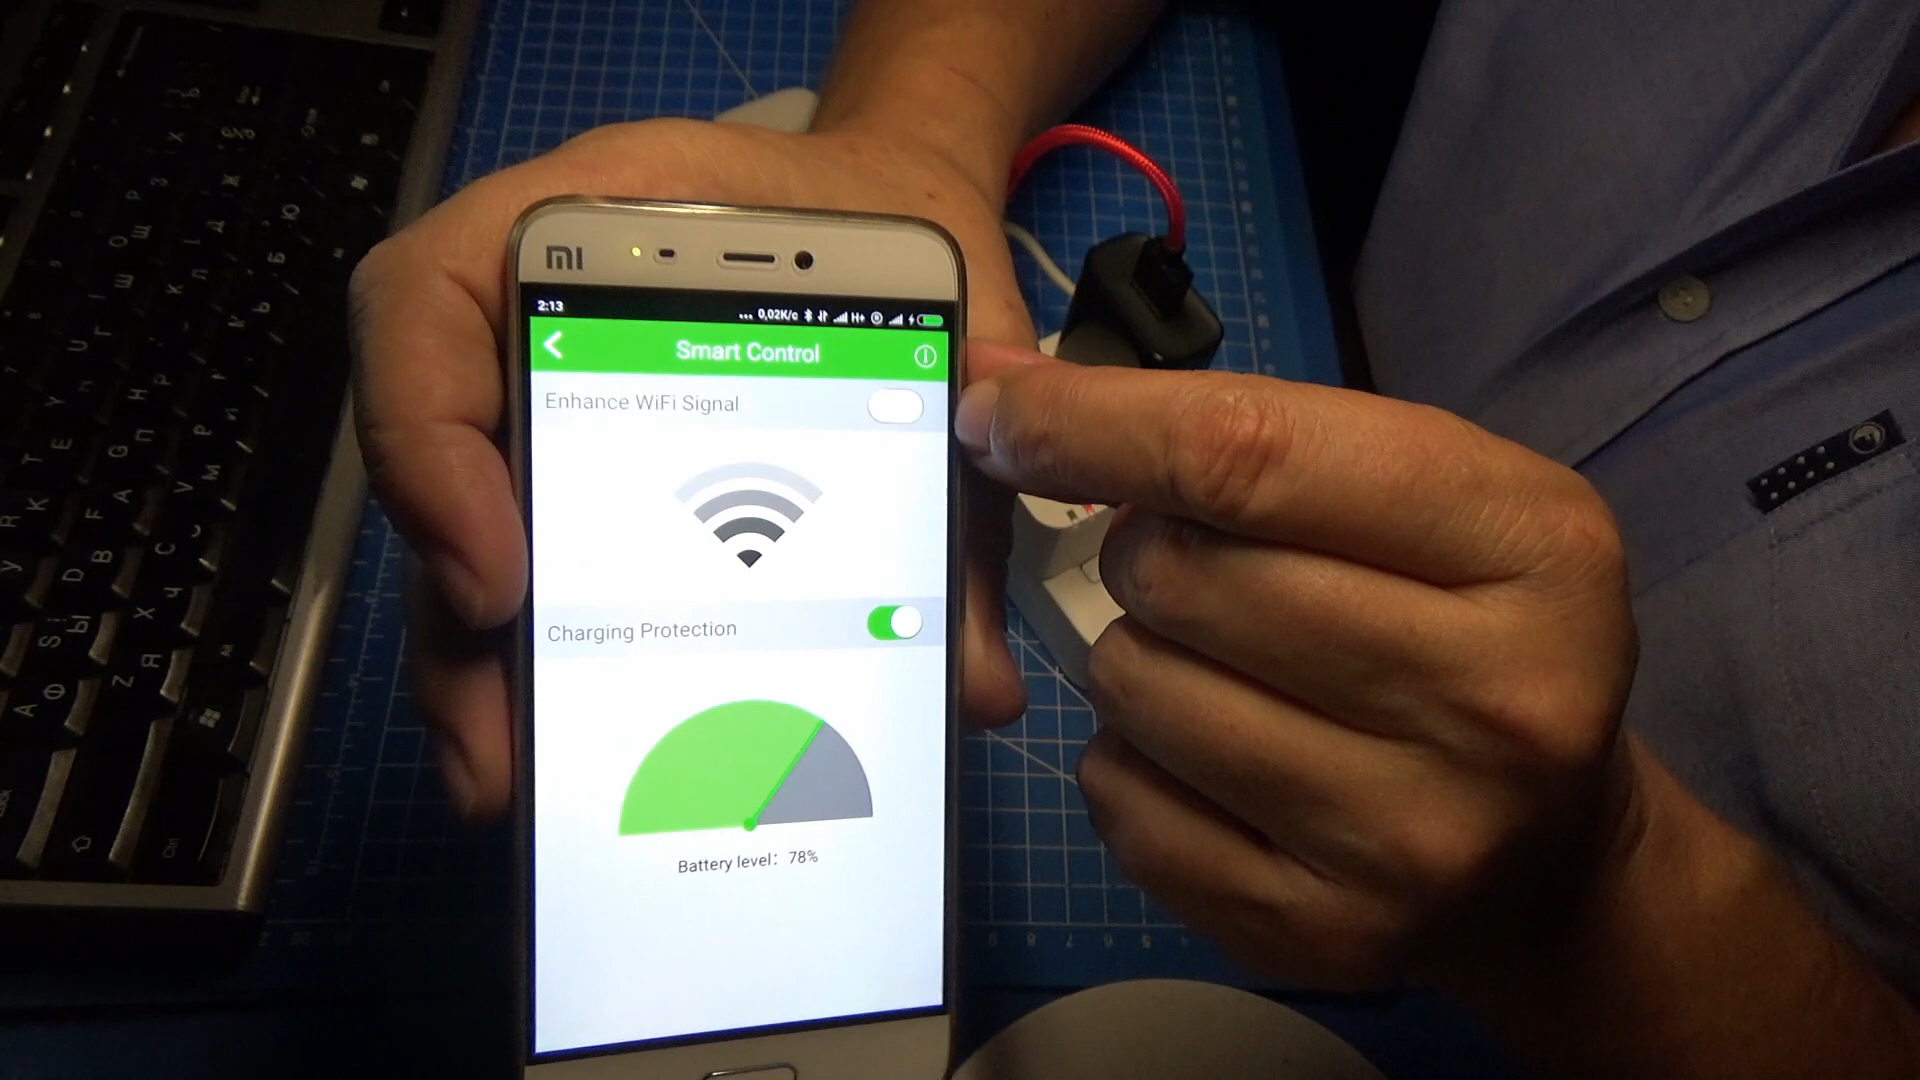 MI
2:13
... 0,02K/c H+ R
Smart Control
Enhance WiFi Signal
Charging Protection
Battery level: 78%